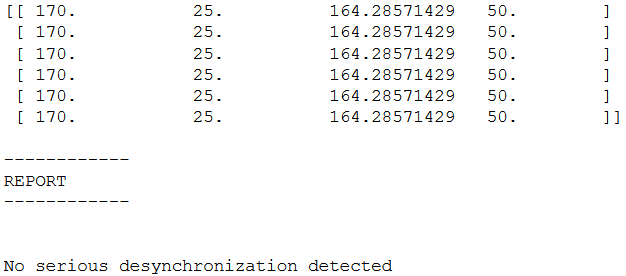 [[ 170.           25.          164.28571429   50.        ]
 [ 170.           25.          164.28571429   50.        ]
 [ 170.           25.          164.28571429   50.        ]
 [ 170.           25.          164.28571429   50.        ]
 [ 170.           25.          164.28571429   50.        ]
 [ 170.           25.          164.28571429   50.        ]]
------------
REPORT
------------
No serious desynchronization detected